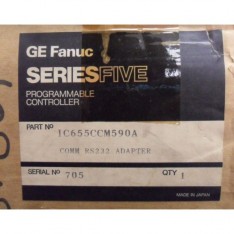 GE Fanuc
SERIES FIVE
PROGRAMMABLE
CONTROLLER
PART Nº IC655CCM590A
COMM RS232 ADAPTER
SERIAL Nº 705 QTY 1
MADE IN JAPAN